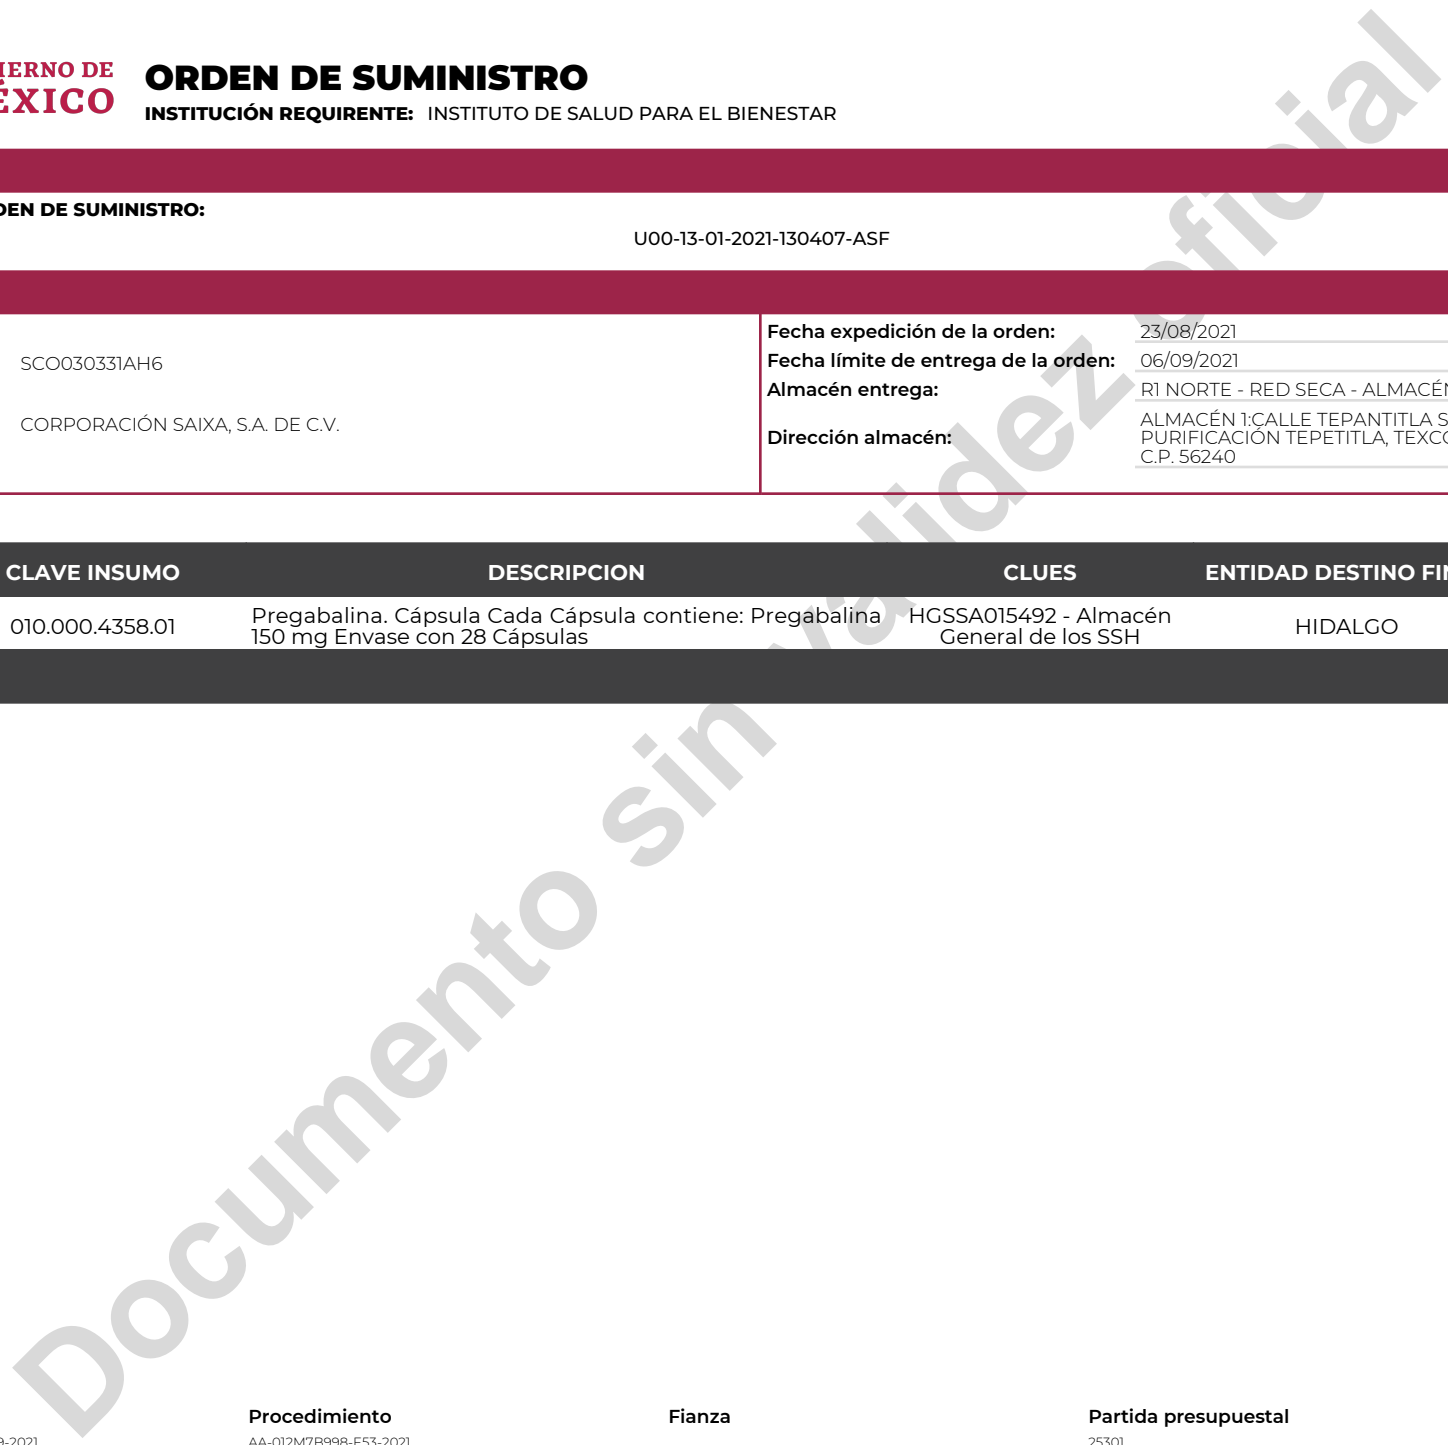 DE
ORDEN DE SUMINISTRO
INSTITUCIÓN REQUIRENTE: INSTITUTO DE SALUD PARA EL BIENESTAR
DE SUMINISTRO:
U00-13-01-2021-130407-ASF
SCO030331AH6
CORPORACIÓN SAIXA, S.A. DE C.V.
Fecha expedición de la orden: 23/08/2021
Fecha límite de entrega de la orden: 06/09/2021
Almacén entrega: R1 NORTE - RED SECA - ALMACÉN
Dirección almacén: ALMACÉN 1:CALLE TEPANTITLA
PURIFICACIÓN TEPETITLA,
C.P. 56240
CLAVE INSUMO DESCRIPCION CLUES ENTIDAD DESTINO
010.000.4358.01 Pregabalina. Cápsula Cada Cápsula contiene: Pregabalina HGSSA015492 - Almacén HIDALGO
150 mg Envase con 28 Cápsulas General de los SSH
Documento sin validez oficial
Procedimiento Fianza Partida presupuestal